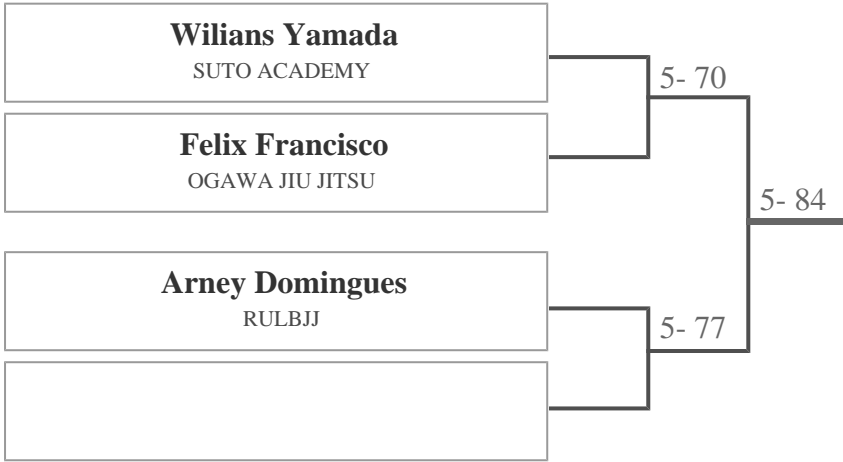 Wilians Yamada
SUTO ACADEMY
5- 70
Felix Francisco
OGAWA JIU JITSU
5- 84
Arney Domingues
RULBJJ
5- 77